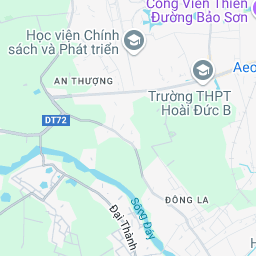 Công Viên Thiên
Đường Bảo Sơn
Học viện Chính
sách và Phát triển
Aeo
AN THƯỢNG
Trường THPT
Hoài Đức B
DT72
ĐÔNG LA
Sông Đáy
Đại Thành
H